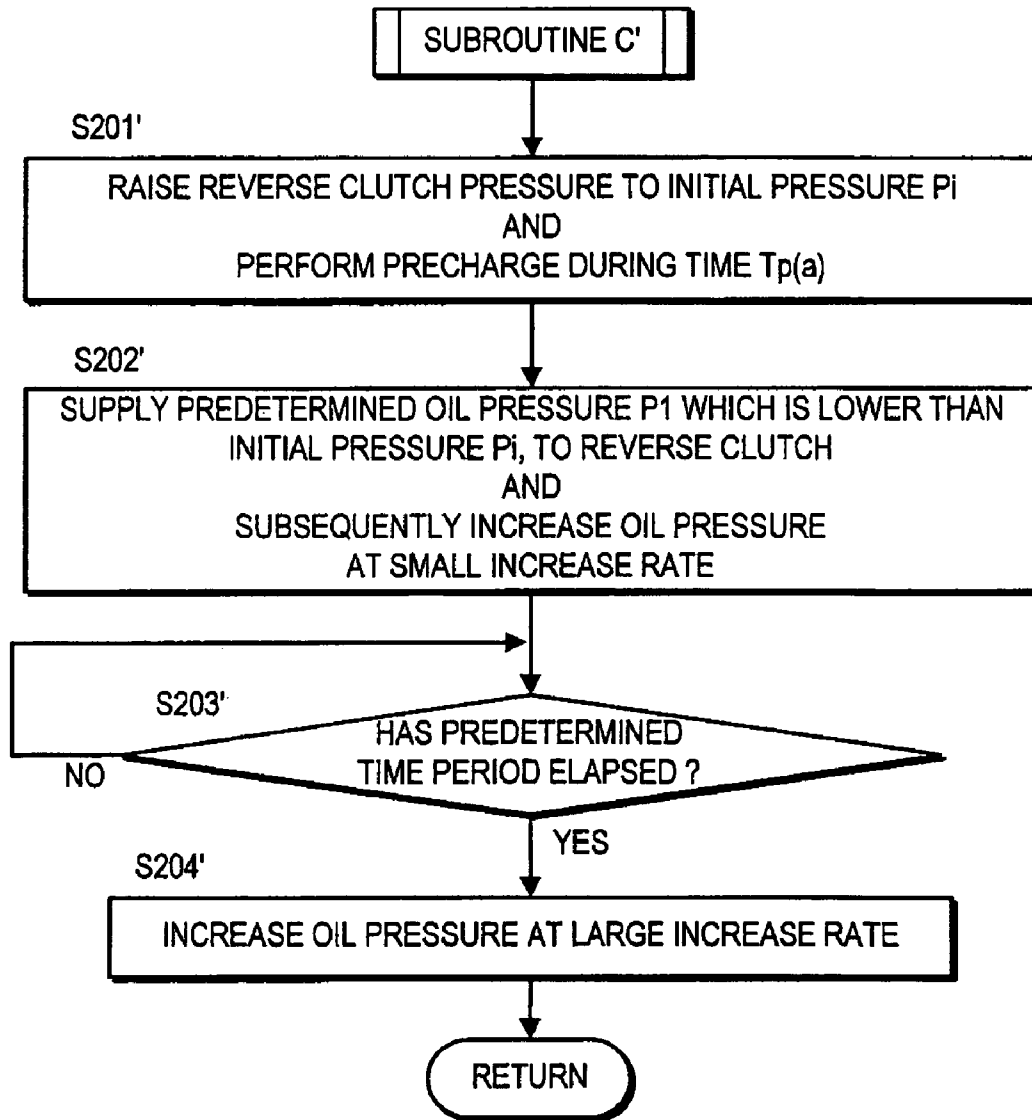 SUBROUTINE C'
S201'
RAISE REVERSE CLUTCH PRESSURE TO INITIAL PRESSURE Pi
AND
PERFORM PRECHARGE DURING TIME Tp(a)
S202'
SUPPLY PREDETERMINED OIL PRESSURE P1 WHICH IS LOWER THAN
INITIAL PRESSURE Pi, TO REVERSE CLUTCH
AND
SUBSEQUENTLY INCREASE OIL PRESSURE
AT SMALL INCREASE RATE
S203'
HAS PREDETERMINED
TIME PERIOD ELAPSED ?
NO
YES
S204'
INCREASE OIL PRESSURE AT LARGE INCREASE RATE
RETURN